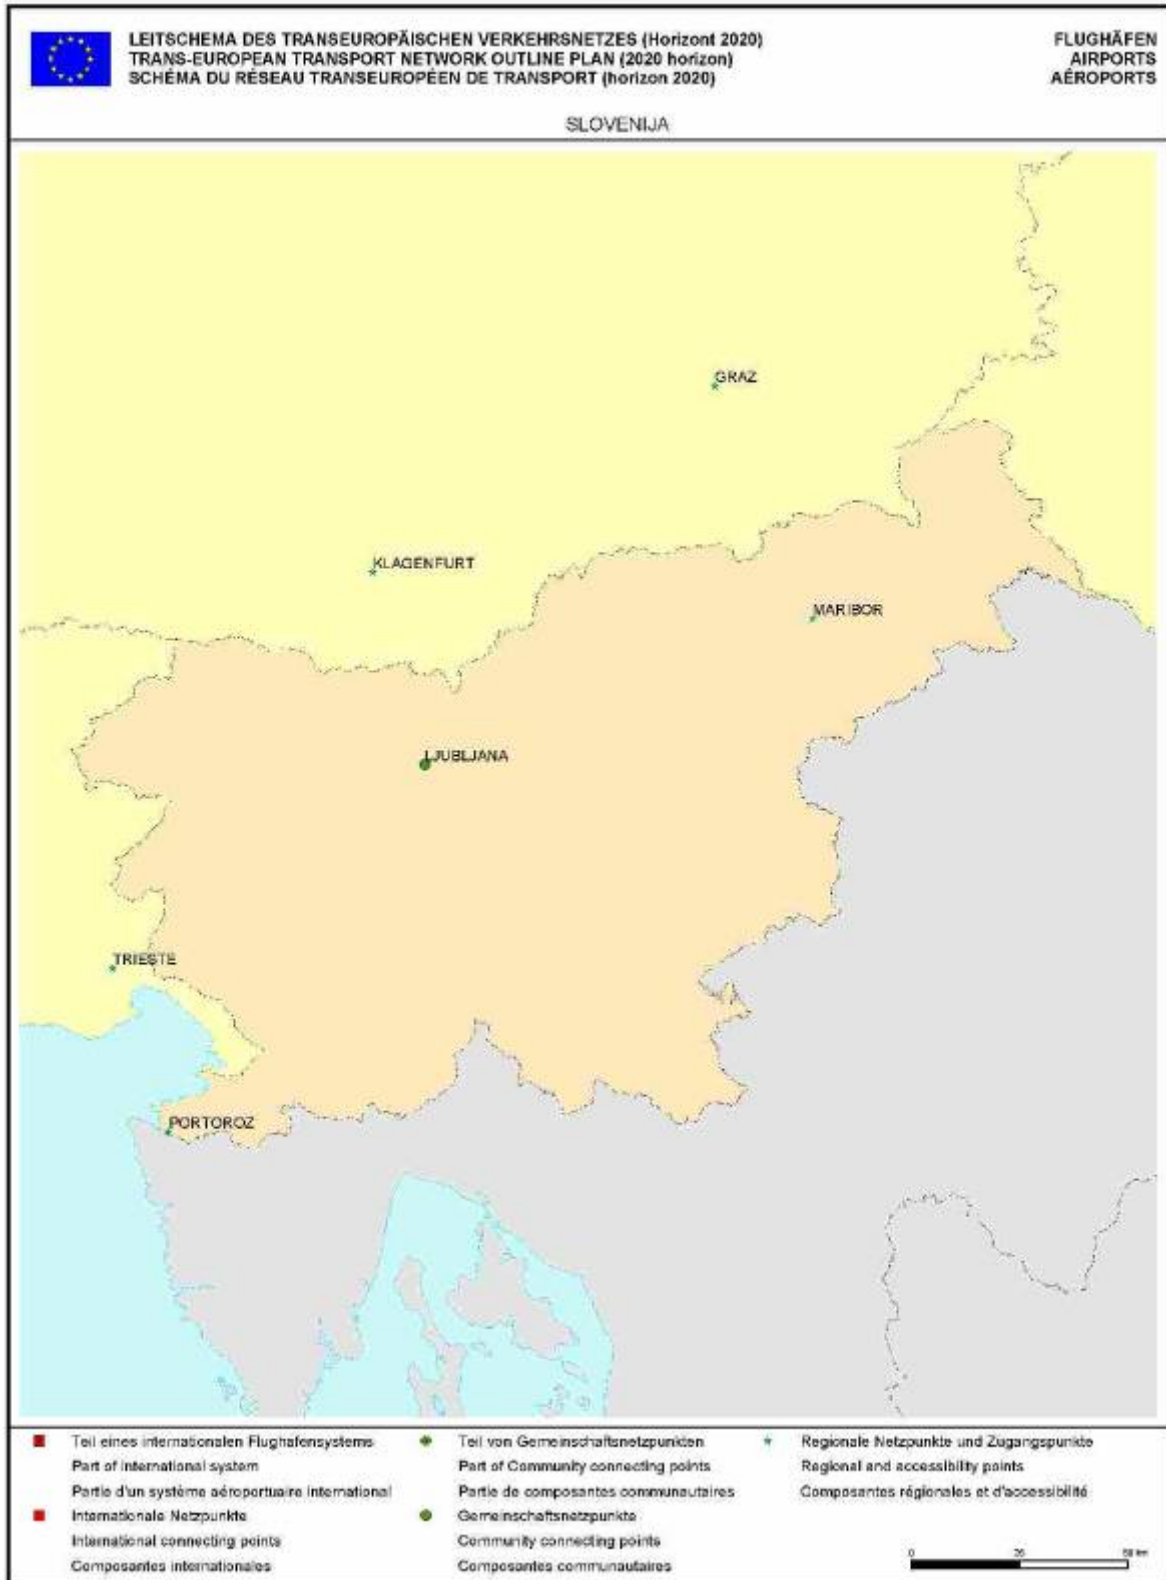 LEITSCHEMA DES TRANSEUROPÄISCHEN VERKEHRSNETZES (Horizont 2020)
TRANS-EUROPEAN TRANSPORT NETWORK OUTLINE PLAN (2020 horizon)
SCHÉMA DU RÉSEAU TRANSEUROPÉEN DE TRANSPORT (horizon 2020)
FLUGHÄFEN
AIRPORTS
AÉROPORTS
SLOVENIJA
GRAZ
KLAGENFURT
MARIBOR
LJUBLJANA
TRIESTE
PORTOROZ
Teil eines internationalen Flughafensystems
Part of international system
Partie d'un système aéroportuaire international
Internationale Netzpunkte
International connecting points
Composantes internationales
Teil von Gemeinschaftsnetzpunkten
Part of Community connecting points
Partie de composantes communautaires
Gemeinschaftsnetzpunkte
Community connecting points
Composantes communautaires
Regionale Netzpunkte und Zugangspunkte
Regional and accessibility points
Composantes régionales et d'accessibilité
0 25 50 km